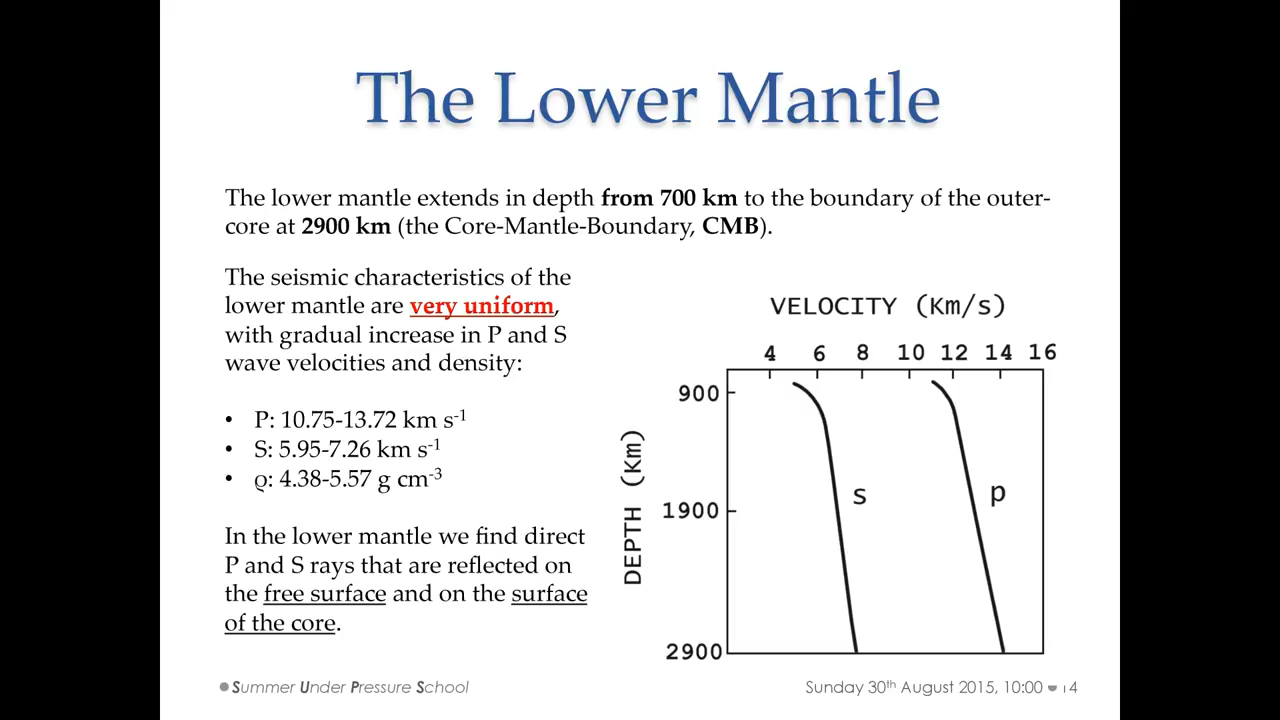 The Lower Mantle
The lower mantle extends in depth from 700 km to the boundary of the outer-
core at 2900 km (the Core-Mantle-Boundary, CMB).
The seismic characteristics of the
lower mantle are very uniform,
with gradual increase in P and S
wave velocities and density:
• P: 10.75-13.72 km s-1
• S: 5.95-7.26 km s-1
• ρ: 4.38-5.57 g cm-3
In the lower mantle we find direct
P and S rays that are reflected on
the free surface and on the surface
of the core.
VELOCITY (Km/s)
4 6 8 10 12 14 16
DEPTH (Km)
900
1900
2900
s
p
Summer Under Pressure School
Sunday 30th August 2015, 10:00 14